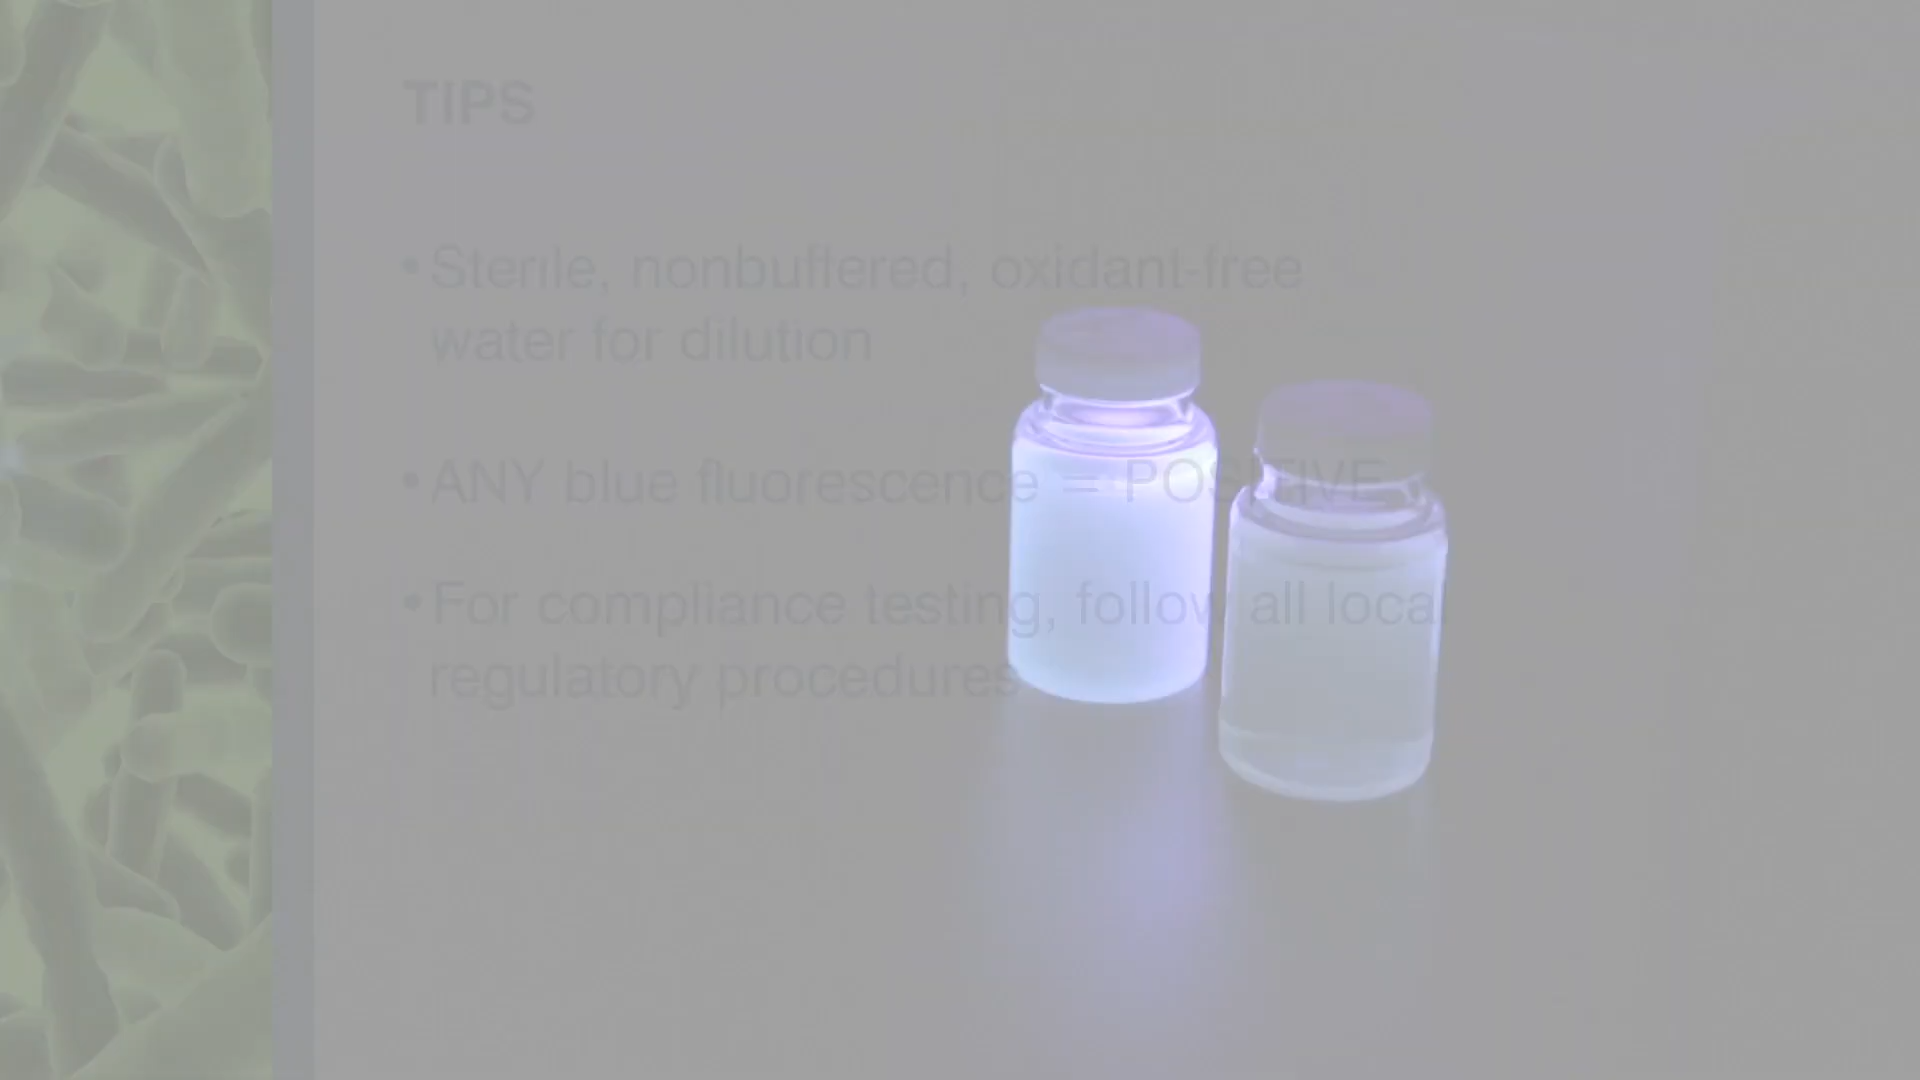 TIPS
• Sterile, nonbuffered, oxidant-free
water for dilution
• ANY blue fluorescence = POSITIVE
• For compliance testing, follow all local
regulatory procedures